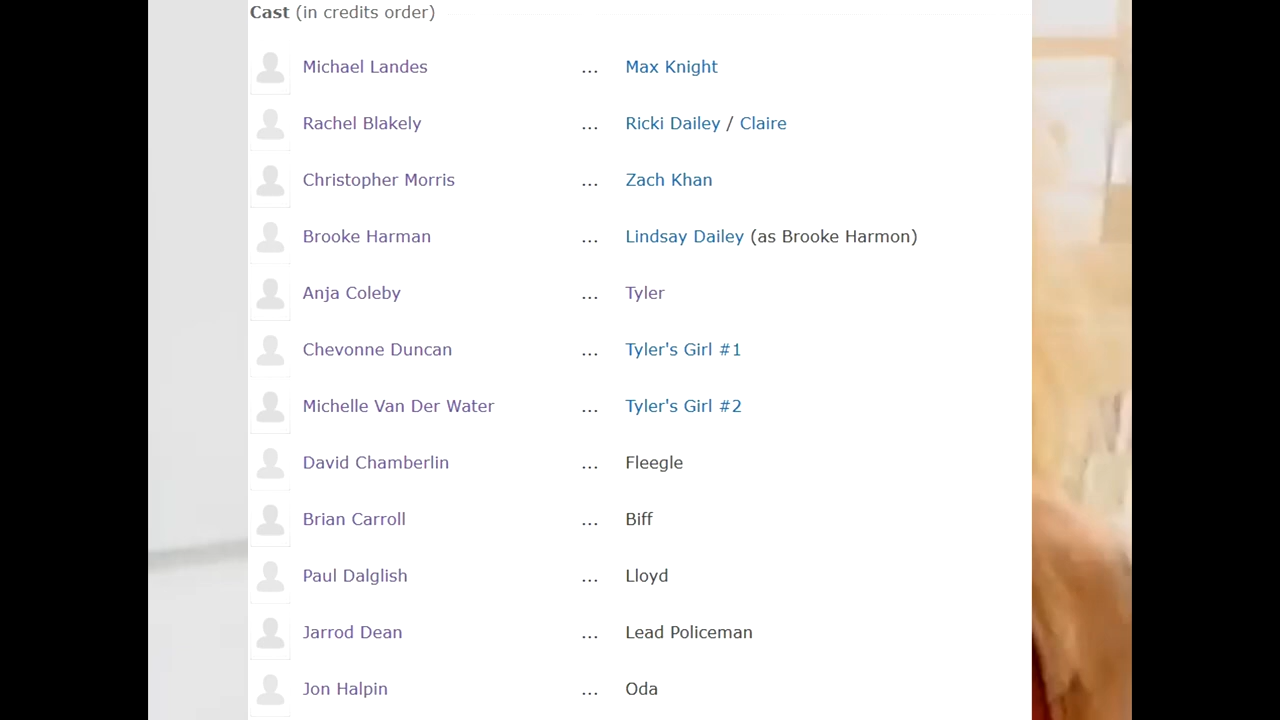 Cast (in credits order)
Michael Landes ... Max Knight
Rachel Blakely ... Ricki Dailey / Claire
Christopher Morris ... Zach Khan
Brooke Harman ... Lindsay Dailey (as Brooke Harmon)
Anja Coleby ... Tyler
Chevonne Duncan ... Tyler's Girl #1
Michelle Van Der Water ... Tyler's Girl #2
David Chamberlin ... Fleegle
Brian Carroll ... Biff
Paul Dalglish ... Lloyd
Jarrod Dean ... Lead Policeman
Jon Halpin ... Oda